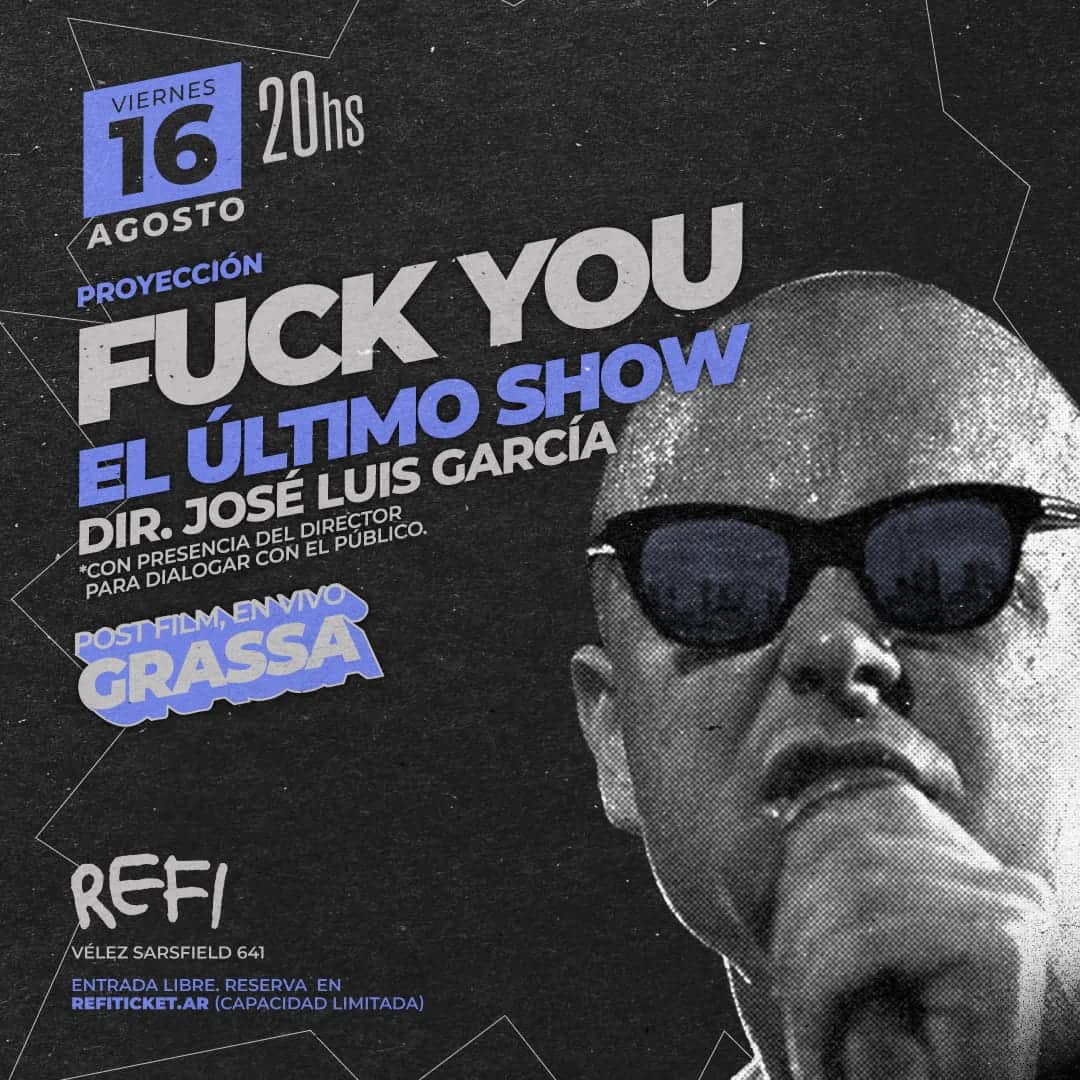 VIERNES
16
AGOSTO
20hs
PROYECCIÓN
FUCK YOU
EL ÚLTIMO SHOW
DIR. JOSÉ LUIS GARCÍA
*CON PRESENCIA DEL DIRECTOR
PARA DIALOGAR CON EL PÚBLICO.
POST FILM, EN VIVO
GRASSA
REFI
VÉLEZ SARSFIELD 641
ENTRADA LIBRE. RESERVA EN
REFITICKET.AR (CAPACIDAD LIMITADA)